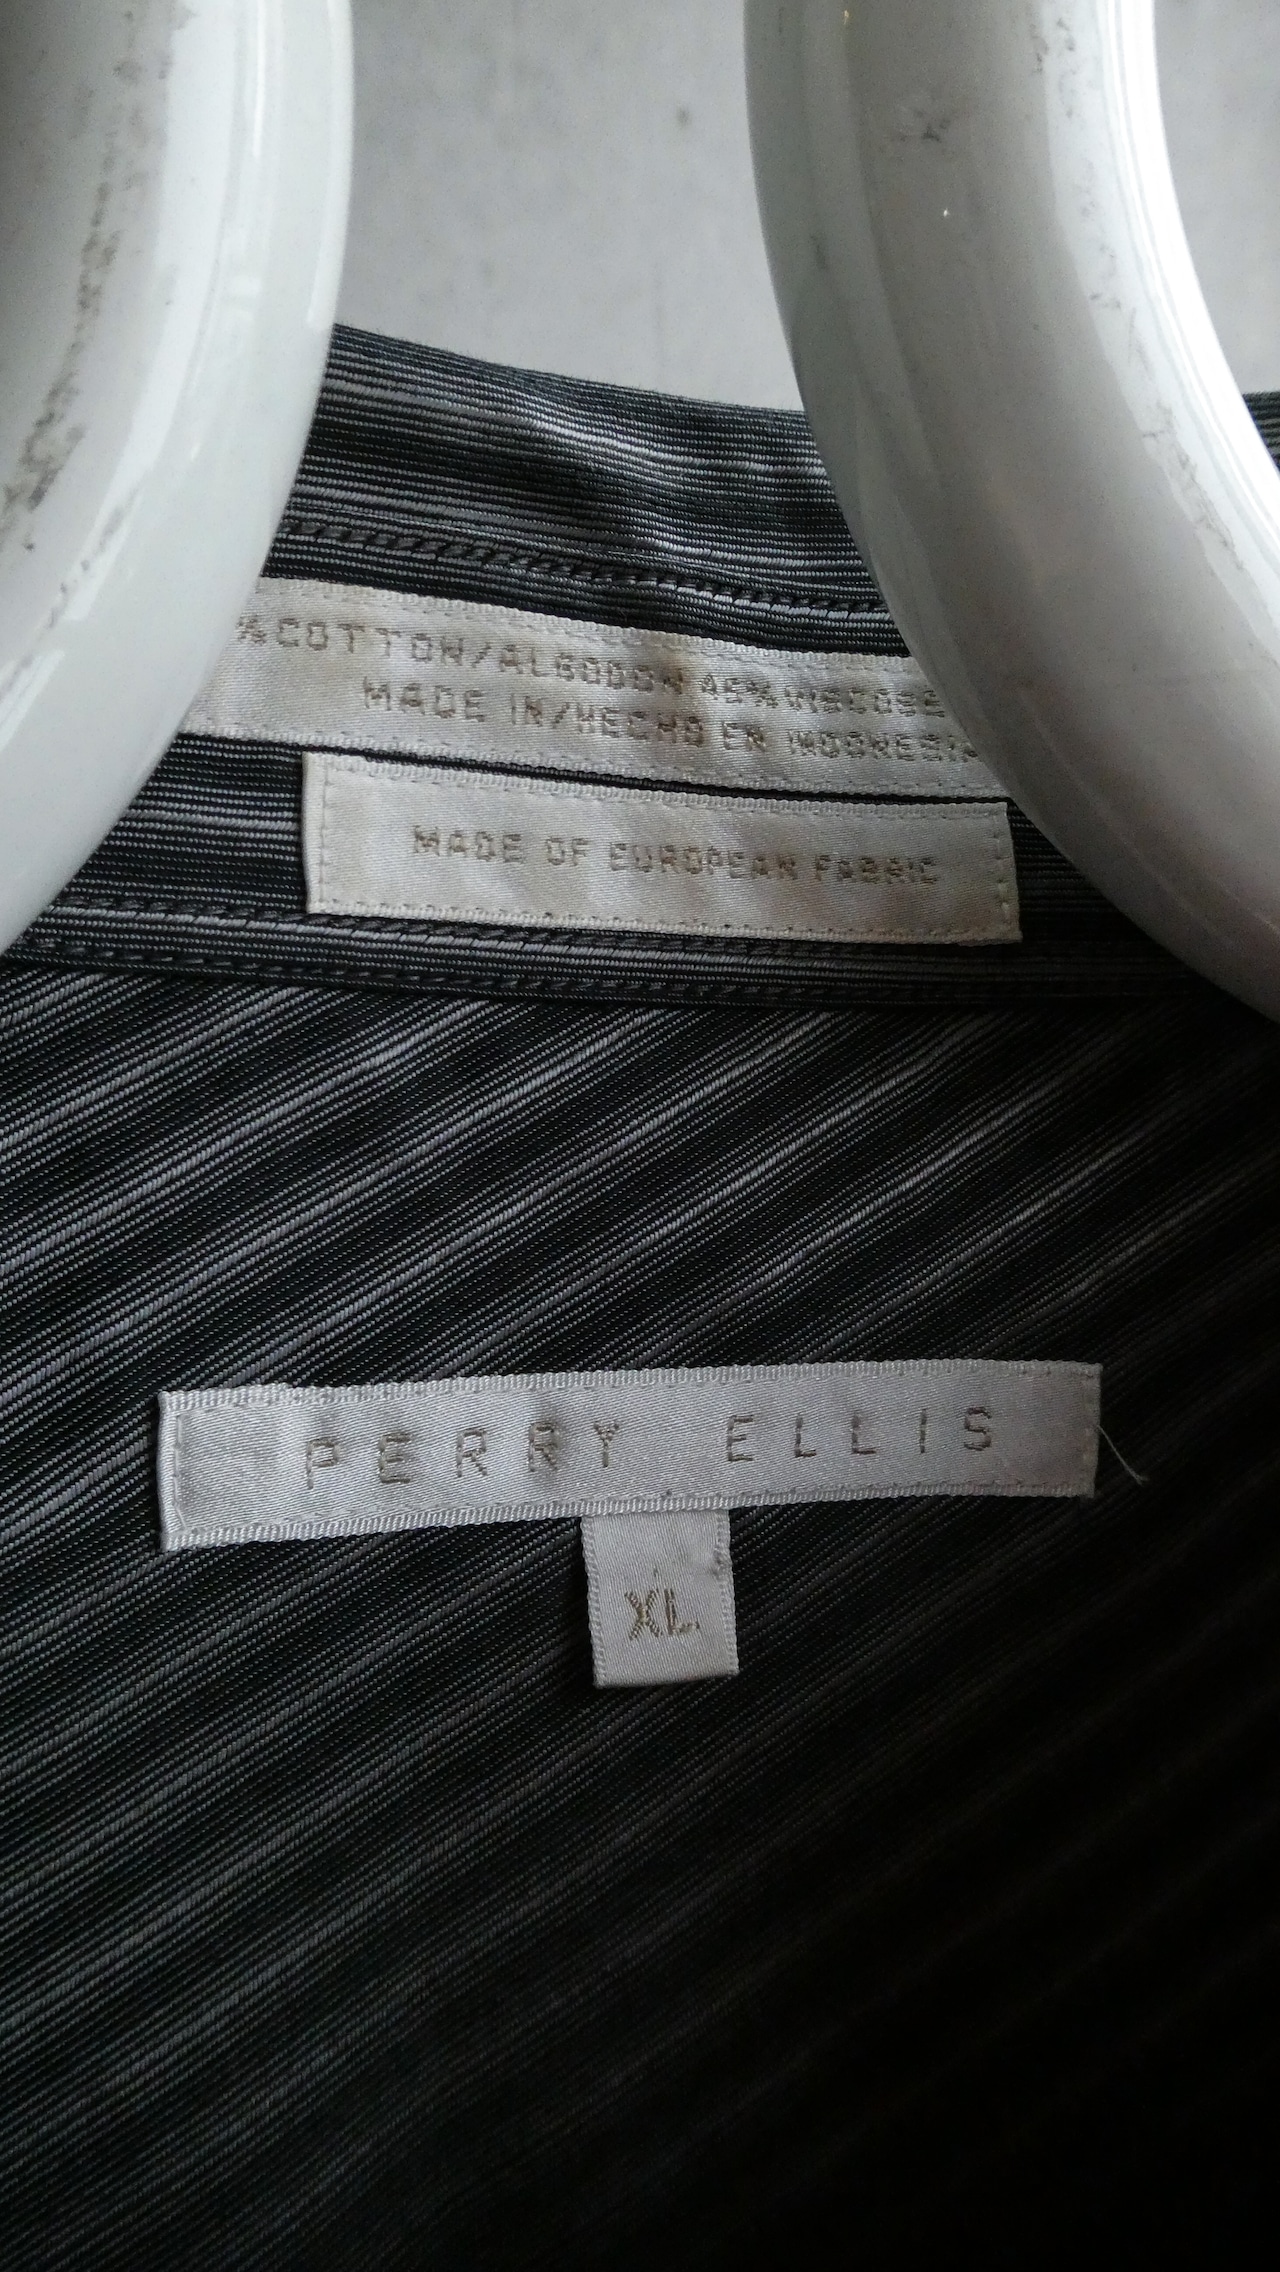 %COTTON/ALGODON 45% VISCOSE
MADE IN/HECHO EN INDONESIA
MADE OF EUROPEAN FABRIC
PERRY ELLIS
XL